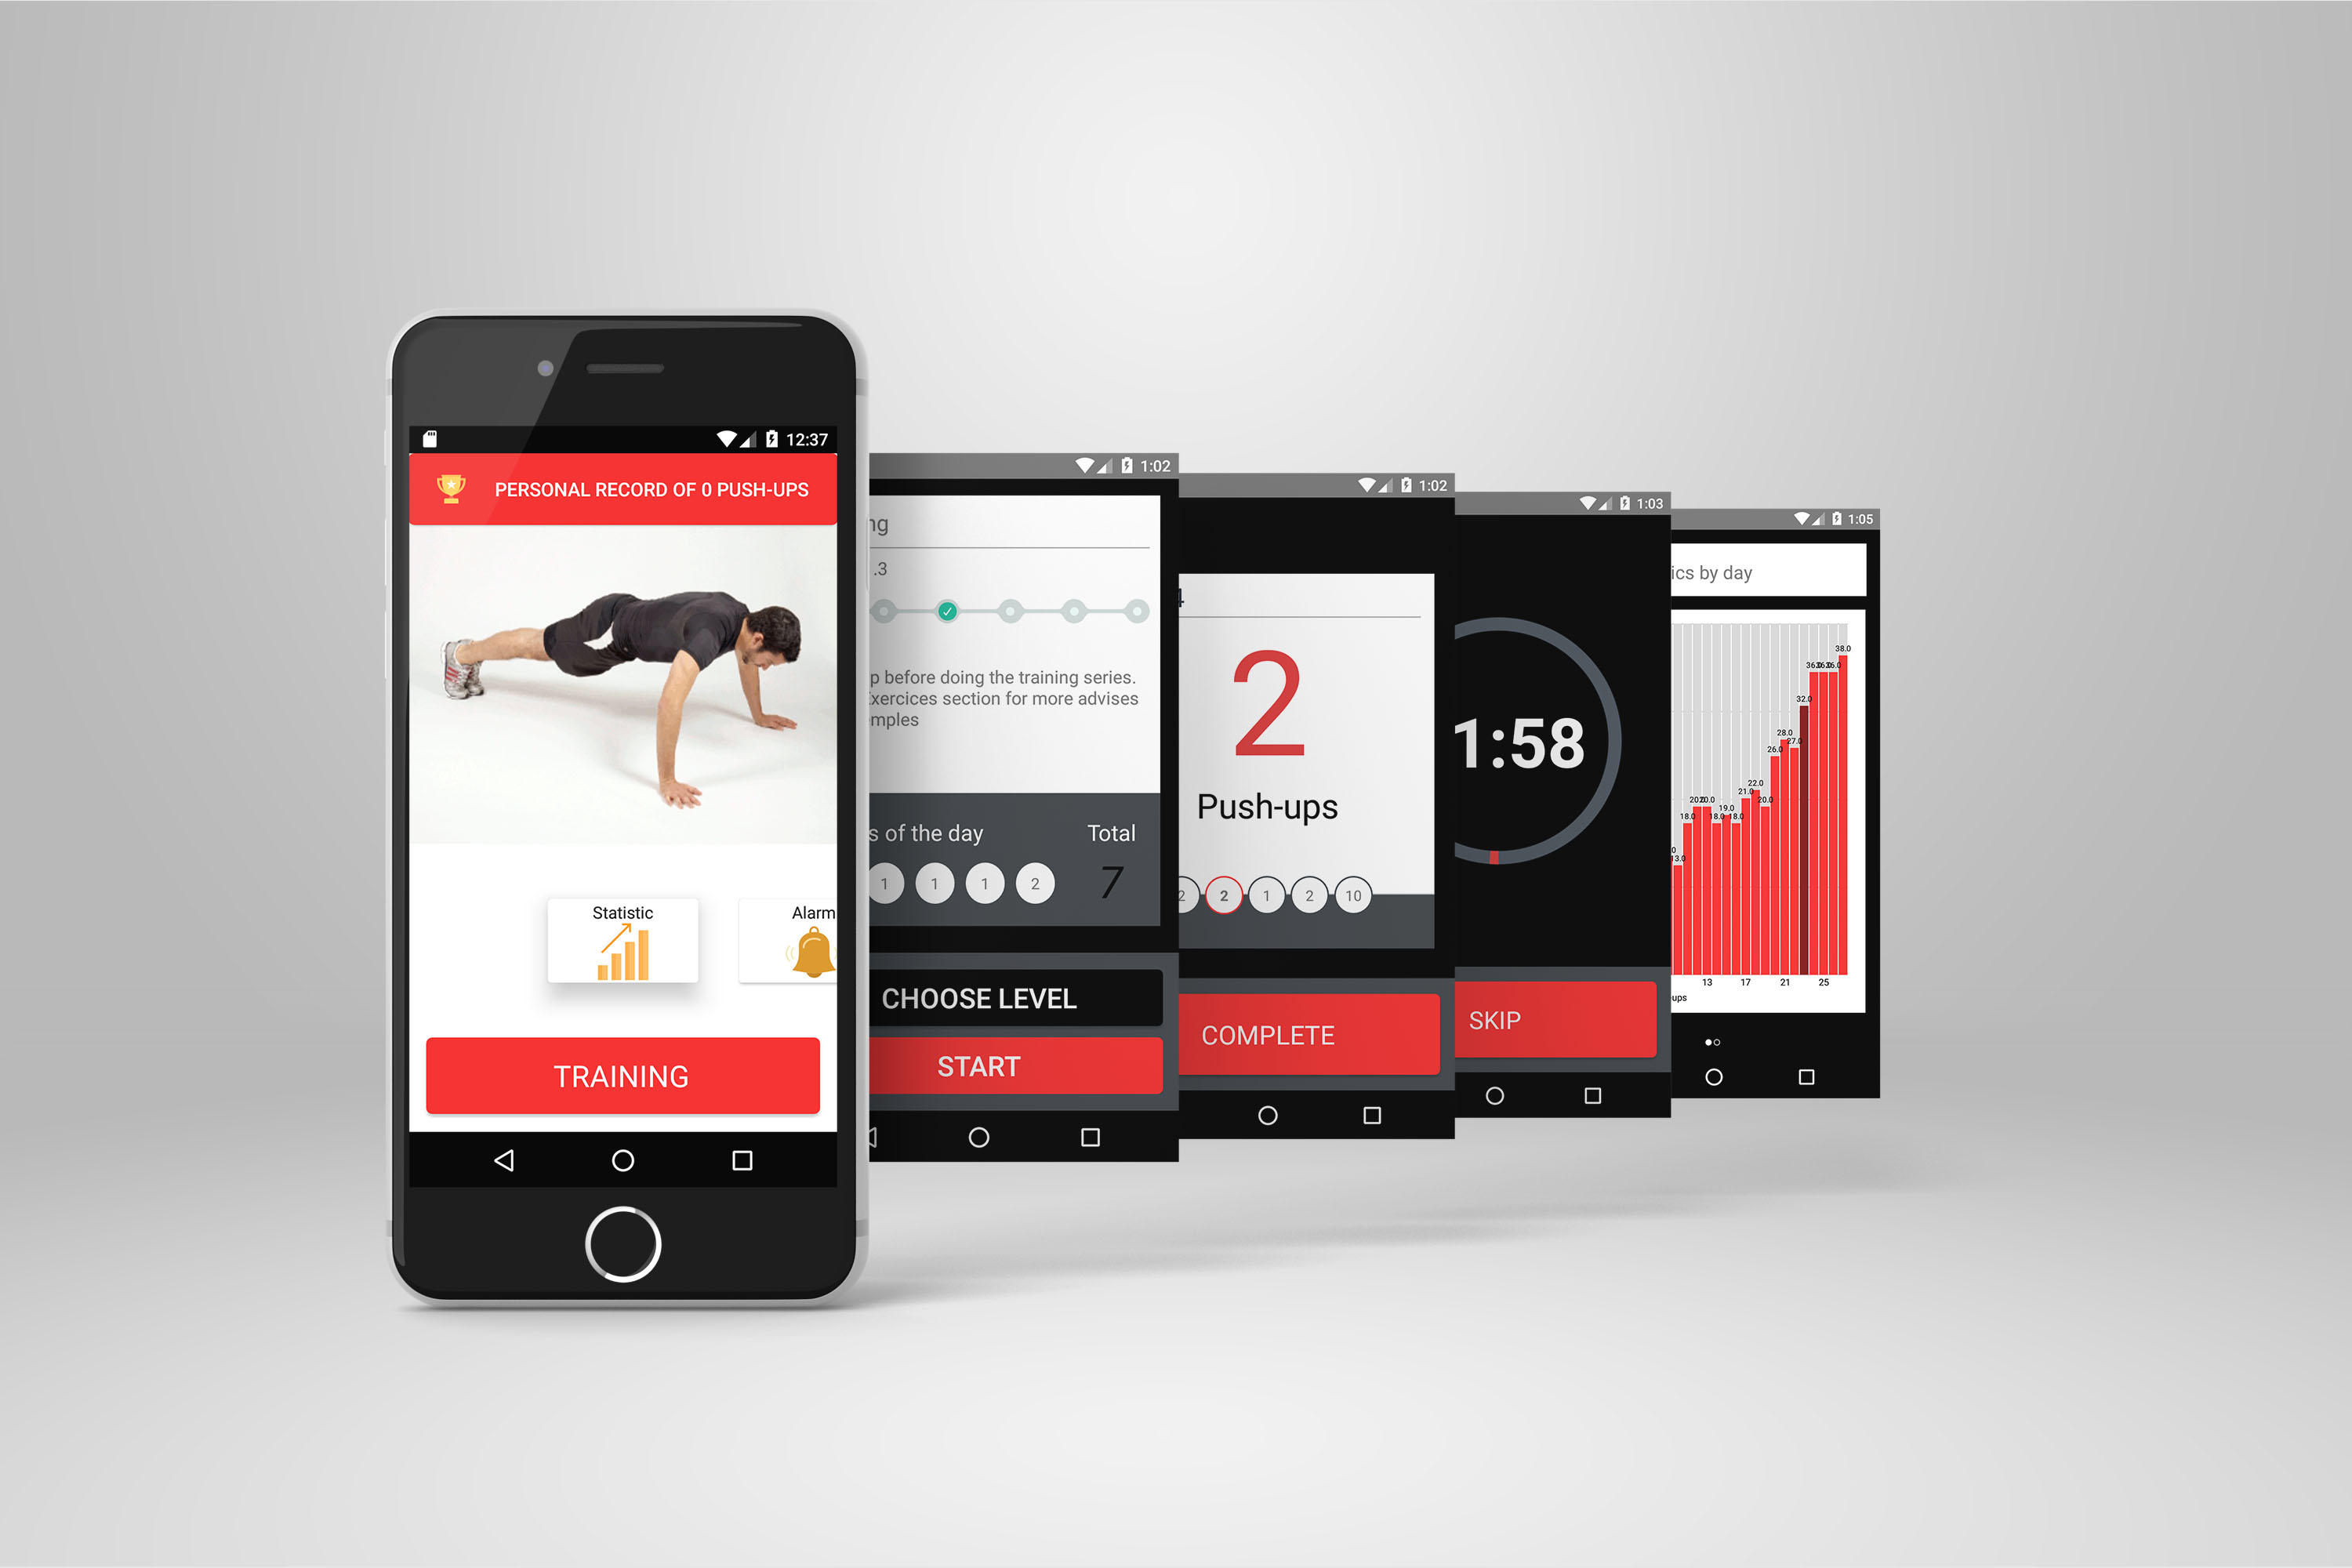 12:37
PERSONAL RECORD OF 0 PUSH-UPS
Statistic
Alarm
TRAINING
1:02
ng
.3
p before doing the training series.
Exercices section for more advises
emples
s of the day
Total
1 1 1 2
7
CHOOSE LEVEL
START
1:02
4
2
Push-ups
2 2 1 2 10
COMPLETE
1:03
1:58
SKIP
1:05
ics by day
38.0
36.0 36.0 36.0
32.0
28.0
27.0
26.0
22.0
21.0
20.0 20.0
20.0
19.0
18.0
18.0
18.0
13.0
13 17 21 25
-ups